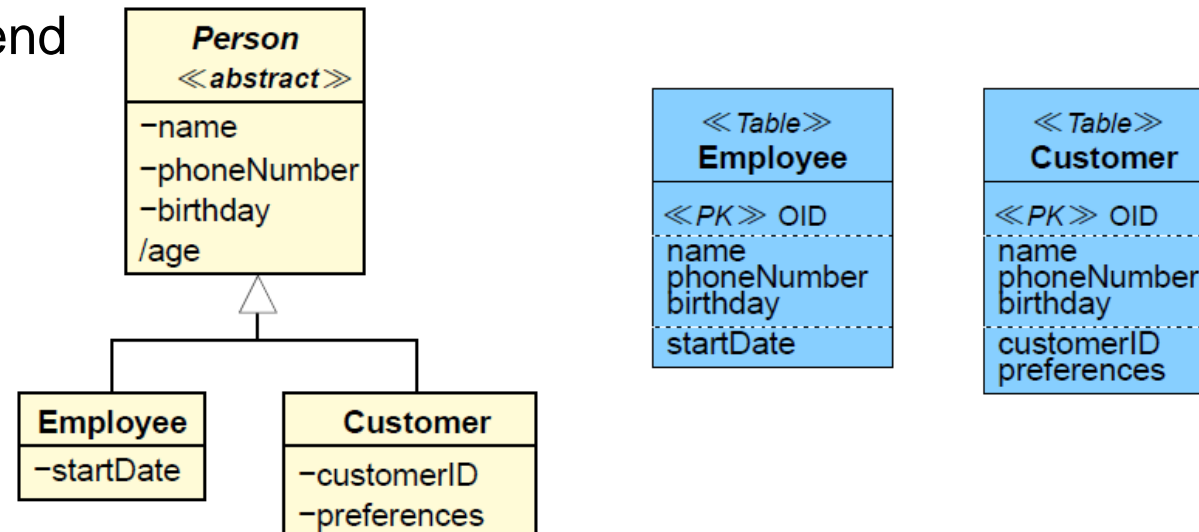 end
Person
≪abstract≫
−name
−phoneNumber
−birthday
/age
Employee
−startDate
Customer
−customerID
−preferences
≪Table≫
Employee
≪PK≫ OID
name
phoneNumber
birthday
startDate
≪Table≫
Customer
≪PK≫ OID
name
phoneNumber
birthday
customerID
preferences